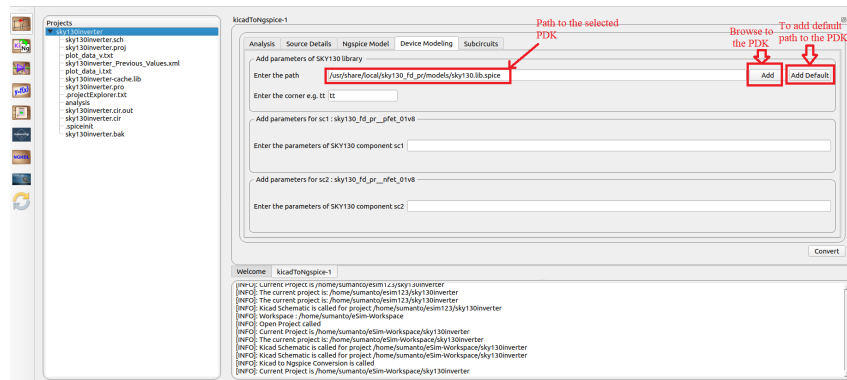 kicadToNgspice-1
Path to the selected
PDK
Browse to
the PDK
To add default
path to the PDK
Projects
sky130inverter
sky130inverter.sch
sky130inverter.proj
plot_data_v.txt
sky130inverter_Previous_Values.xml
plot_data_i.txt
sky130inverter-cache.lib
sky130inverter.pro
.projectExplorer.txt
analysis
sky130inverter.cir.out
sky130inverter.cir
.spiceinit
sky130inverter.bak
Analysis Source Details Ngspice Model Device Modeling Subcircuits
Add parameters of SKY130 library
Enter the path /usr/share/local/sky130_fd_pr/models/sky130.lib.spice Add Add Default
Enter the corner e.g. tt tt
Add parameters for sc1 : sky130_fd_pr__pfet_01v8
Enter the parameters of SKY130 component sc1
Add parameters for sc2 : sky130_fd_pr__nfet_01v8
Enter the parameters of SKY130 component sc2
Convert
Welcome kicadToNgspice-1
[INFO]: Current Project is /home/sumanto/esim123/sky130inverter
[INFO]: The current project is: /home/sumanto/esim123/sky130inverter
[INFO]: The current project is: /home/sumanto/esim123/sky130inverter
[INFO]: Kicad Schematic is called for project /home/sumanto/esim123/sky130inverter
[INFO]: Workspace : /home/sumanto/eSim-Workspace
[INFO]: Open Project called
[INFO]: Current Project is /home/sumanto/eSim-Workspace/sky130inverter
[INFO]: The current project is: /home/sumanto/eSim-Workspace/sky130inverter
[INFO]: Kicad Schematic is called for project /home/sumanto/eSim-Workspace/sky130inverter
[INFO]: Kicad Schematic is called for project /home/sumanto/eSim-Workspace/sky130inverter
[INFO]: Kicad to Ngspice Conversion is called
[INFO]: Current Project is /home/sumanto/eSim-Workspace/sky130inverter
Ki Ng
y=f(x)
NGHDL